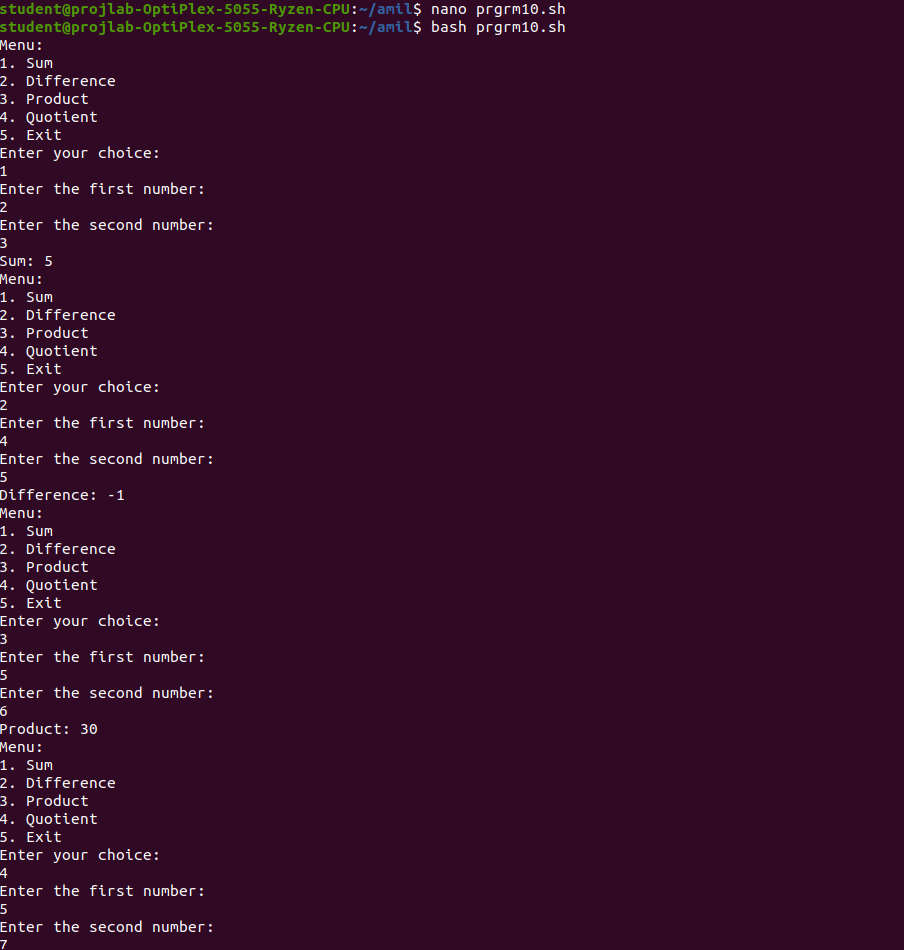 student@projlab-OptiPlex-5055-Ryzen-CPU:~/amil$ nano prgrm10.sh
student@projlab-OptiPlex-5055-Ryzen-CPU:~/amil$ bash prgrm10.sh
Menu:
1. Sum
2. Difference
3. Product
4. Quotient
5. Exit
Enter your choice:
1
Enter the first number:
2
Enter the second number:
3
Sum: 5
Menu:
1. Sum
2. Difference
3. Product
4. Quotient
5. Exit
Enter your choice:
2
Enter the first number:
4
Enter the second number:
5
Difference: -1
Menu:
1. Sum
2. Difference
3. Product
4. Quotient
5. Exit
Enter your choice:
3
Enter the first number:
5
Enter the second number:
6
Product: 30
Menu:
1. Sum
2. Difference
3. Product
4. Quotient
5. Exit
Enter your choice:
4
Enter the first number:
5
Enter the second number:
7